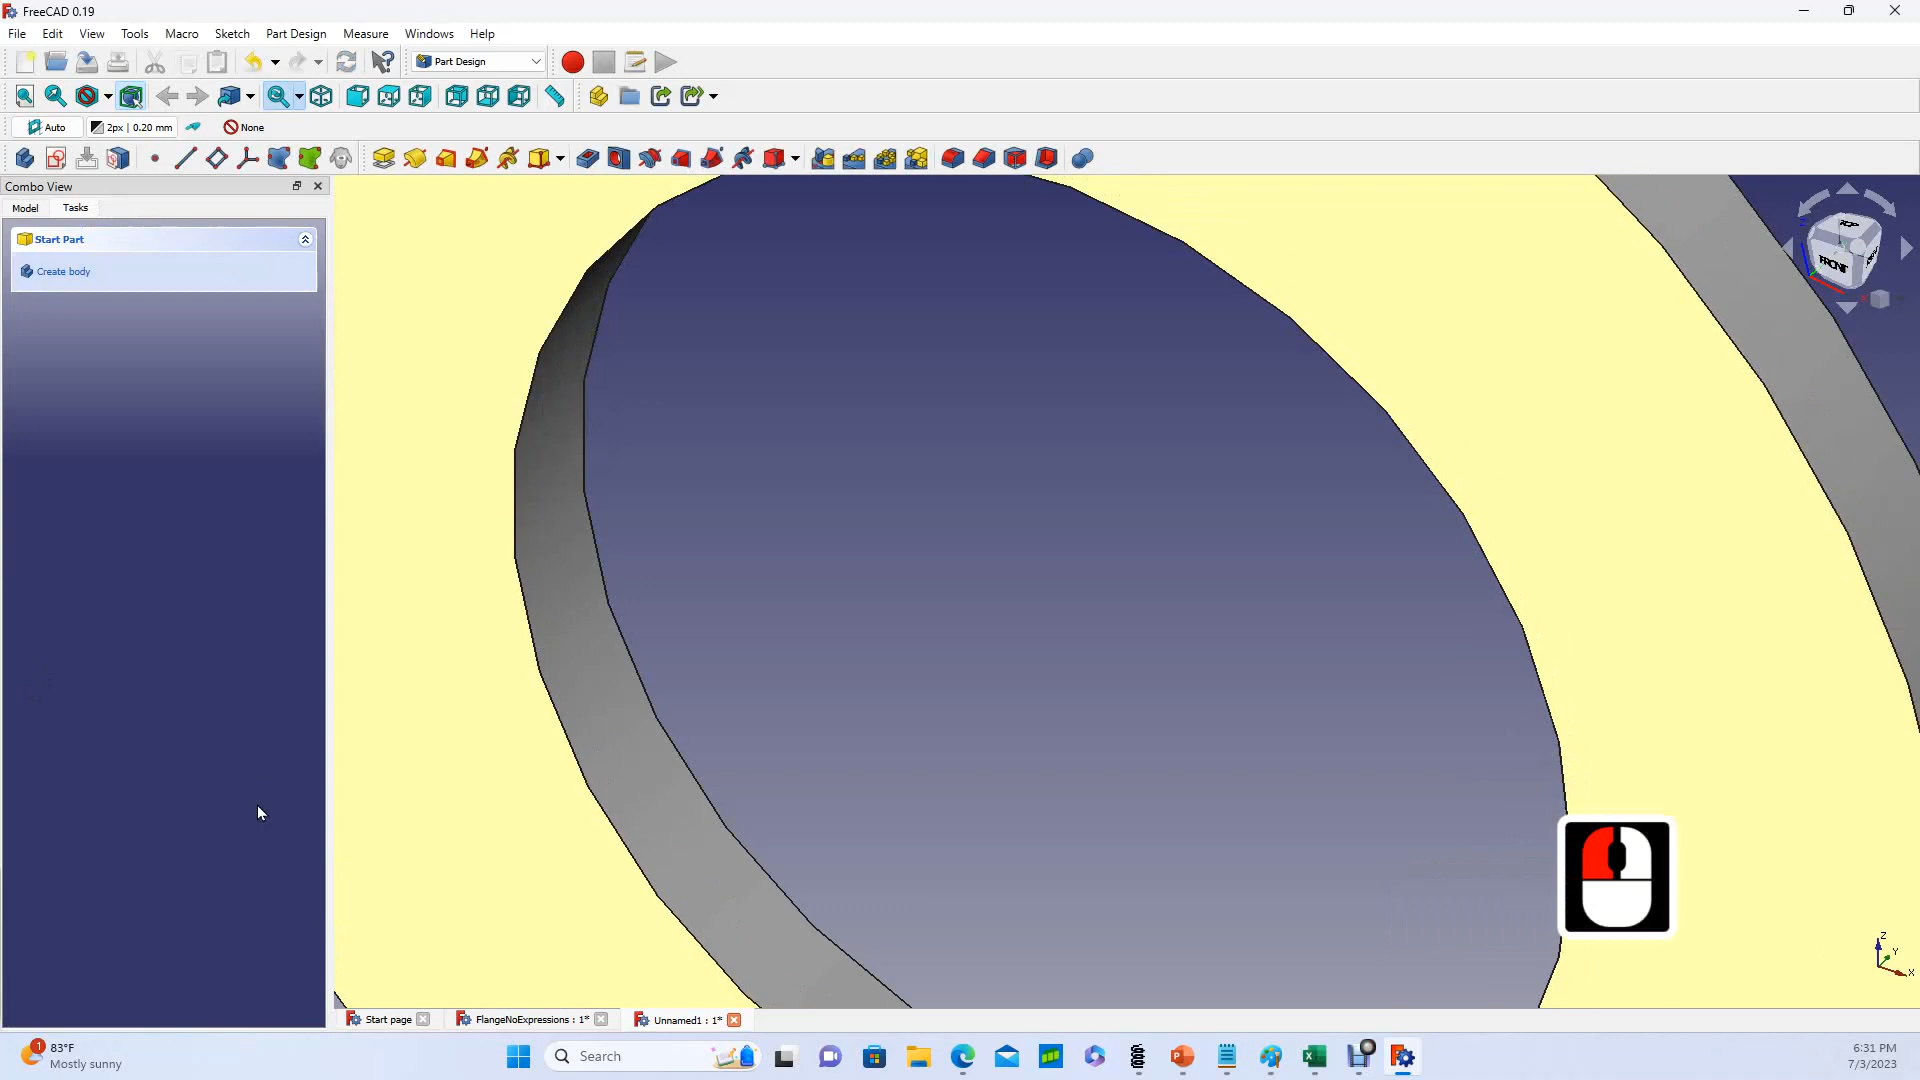 FreeCAD 0.19
File Edit View Tools Macro Sketch Part Design Measure Windows Help
Part Design
Auto 2px | 0.20 mm None
Combo View
Model Tasks
Start Part
Create body
TOP
FRONT
Z
Y
X
Start page FlangeNoExpressions : 1* Unnamed1 : 1*
1
83°F
Mostly sunny
Search
6:31 PM
7/3/2023